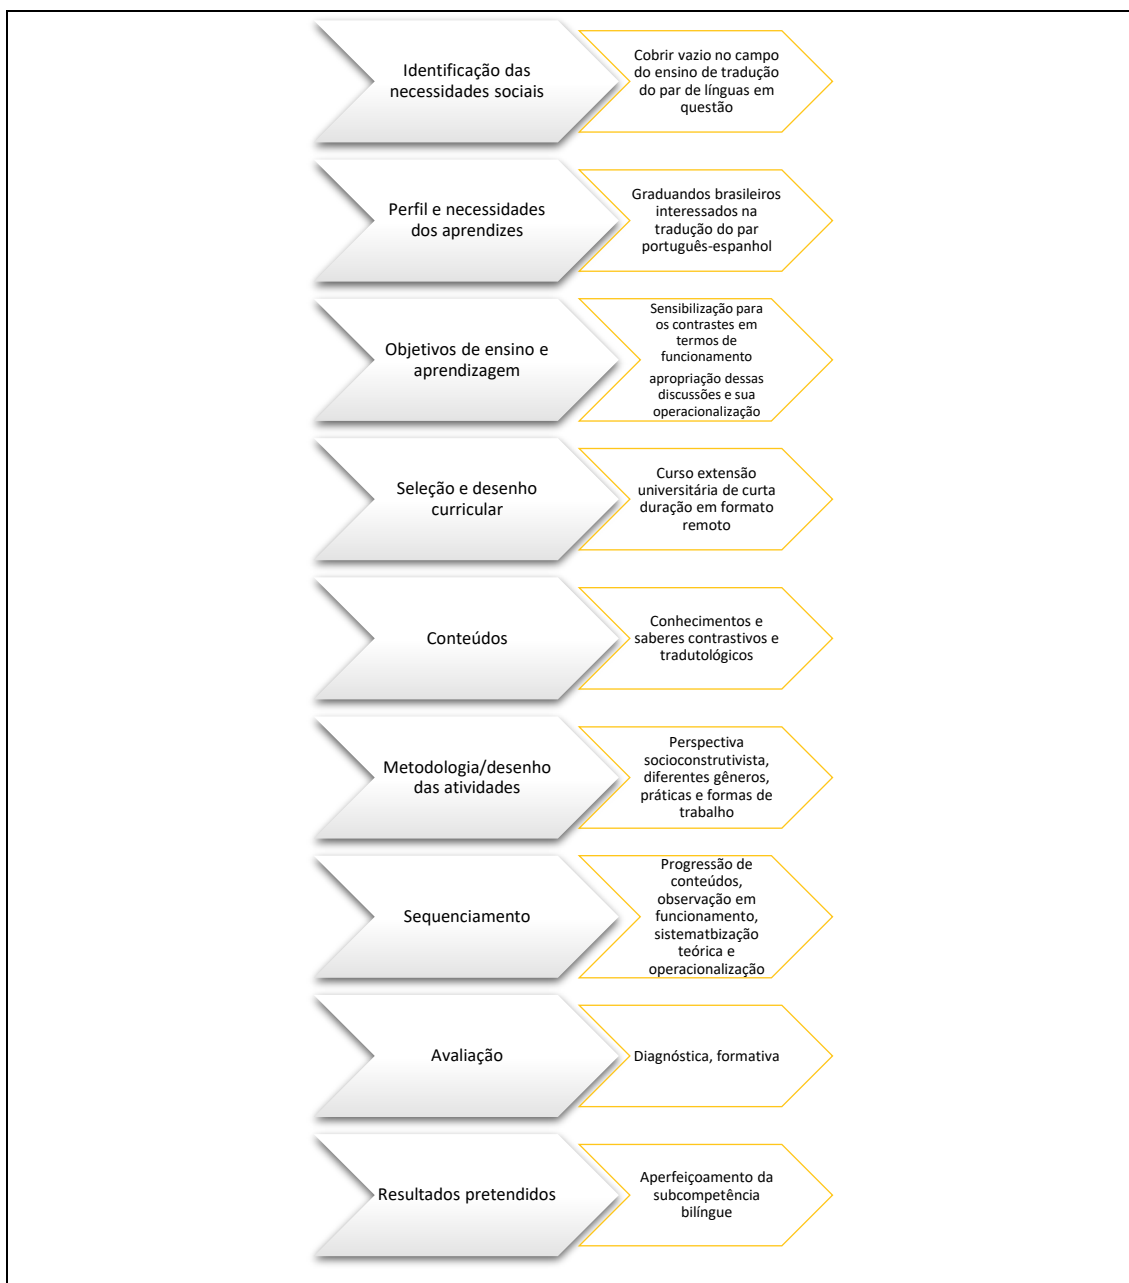 Identificação das
necessidades sociais
Cobrir vazio no campo
do ensino de tradução
do par de línguas em
questão
Perfil e necessidades
dos aprendizes
Graduandos brasileiros
interessados na
tradução do par
português-espanhol
Objetivos de ensino e
aprendizagem
Sensibilização para
os contrastes em
termos de
funcionamento
apropriação dessas
discussões e sua
operacionalização
Seleção e desenho
curricular
Curso extensão
universitária de curta
duração em formato
remoto
Conteúdos
Conhecimentos e
saberes contrastivos e
tradutológicos
Metodologia/desenho
das atividades
Perspectiva
socioconstrutivista,
diferentes gêneros,
práticas e formas de
trabalho
Sequenciamento
Progressão de
conteúdos,
observação em
funcionamento,
sistematbização
teórica e
operacionalização
Avaliação
Diagnóstica, formativa
Resultados pretendidos
Aperfeiçoamento da
subcompetência
bilíngue